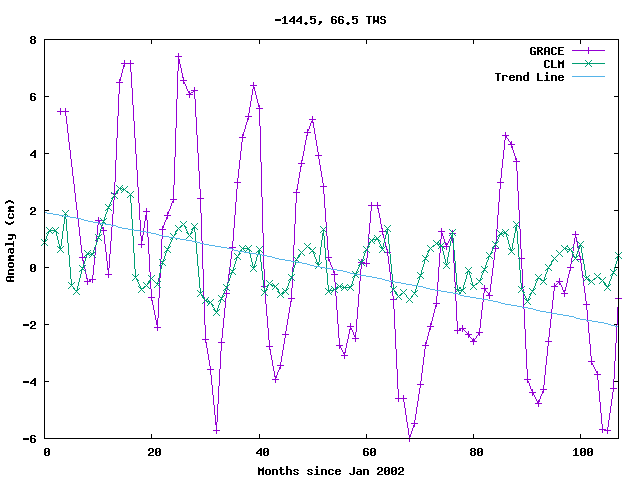 -144.5, 66.5 TWS
GRACE
CLM
Trend Line
Anomaly (cm)
8
6
4
2
0
-2
-4
-6
0 20 40 60 80 100
Months since Jan 2002